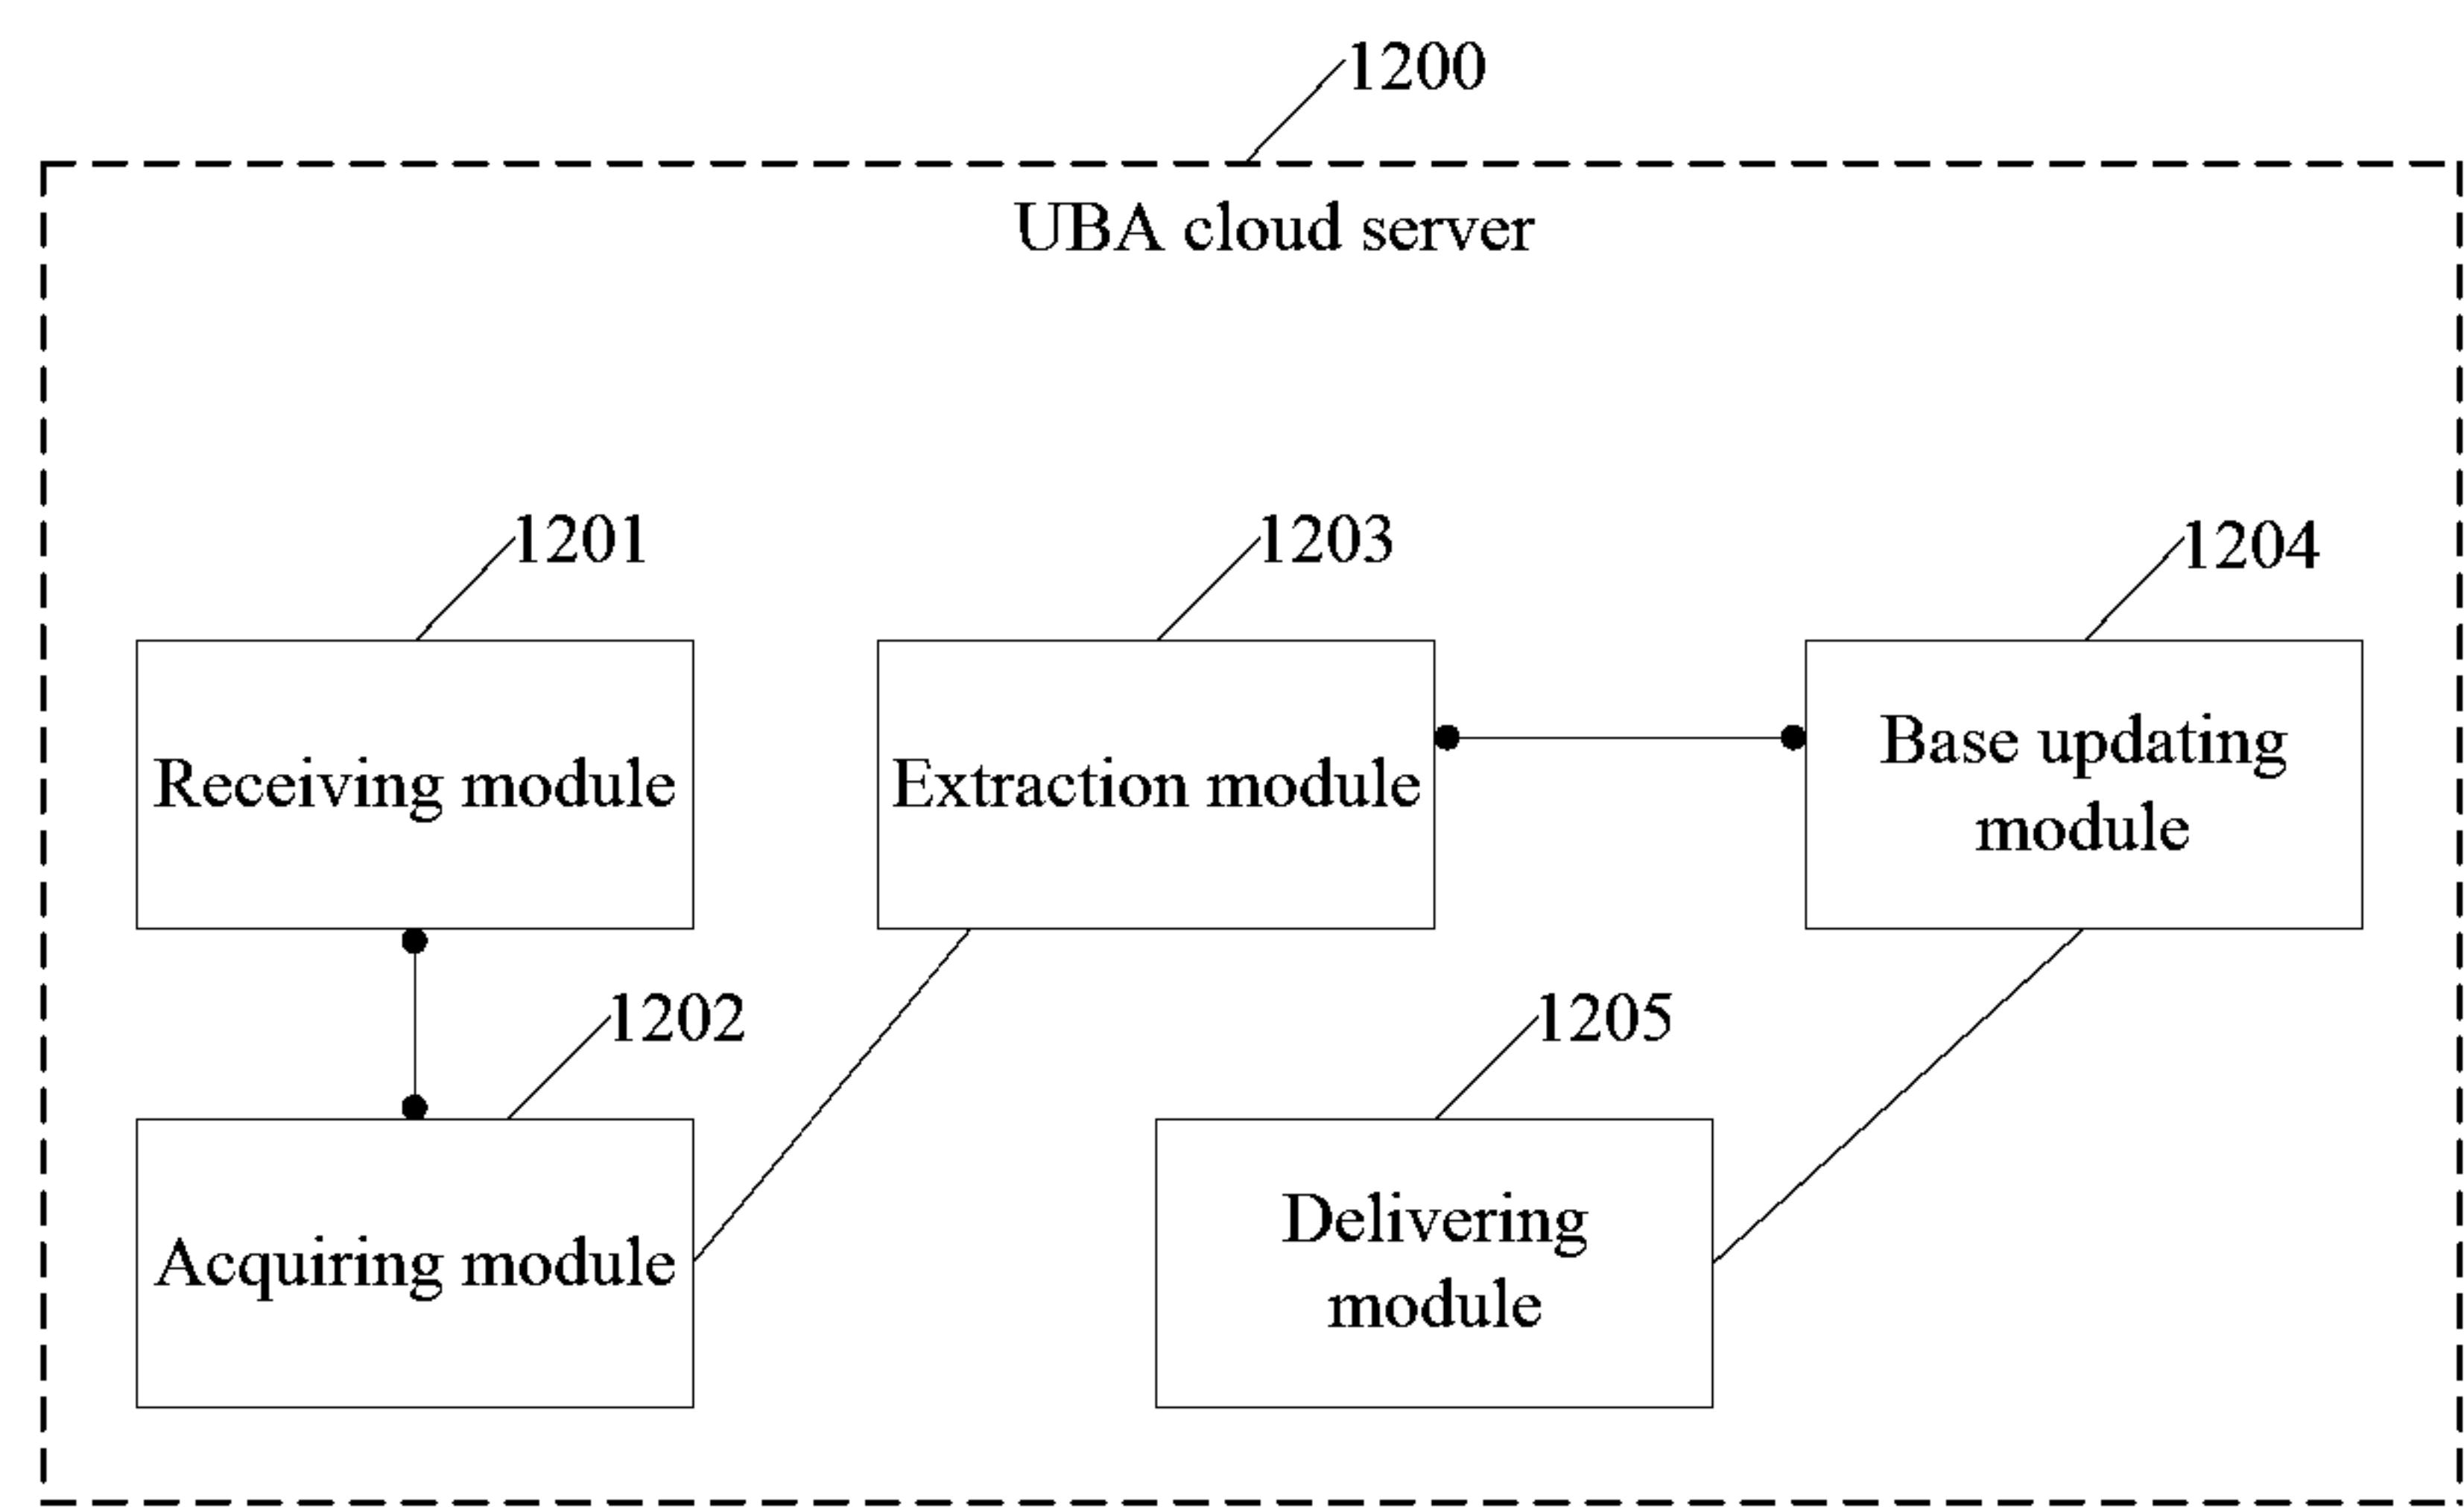 1200
UBA cloud server
1201
1203
1204
Receiving module
Extraction module
Base updating
module
1202
1205
Acquiring module
Delivering
module